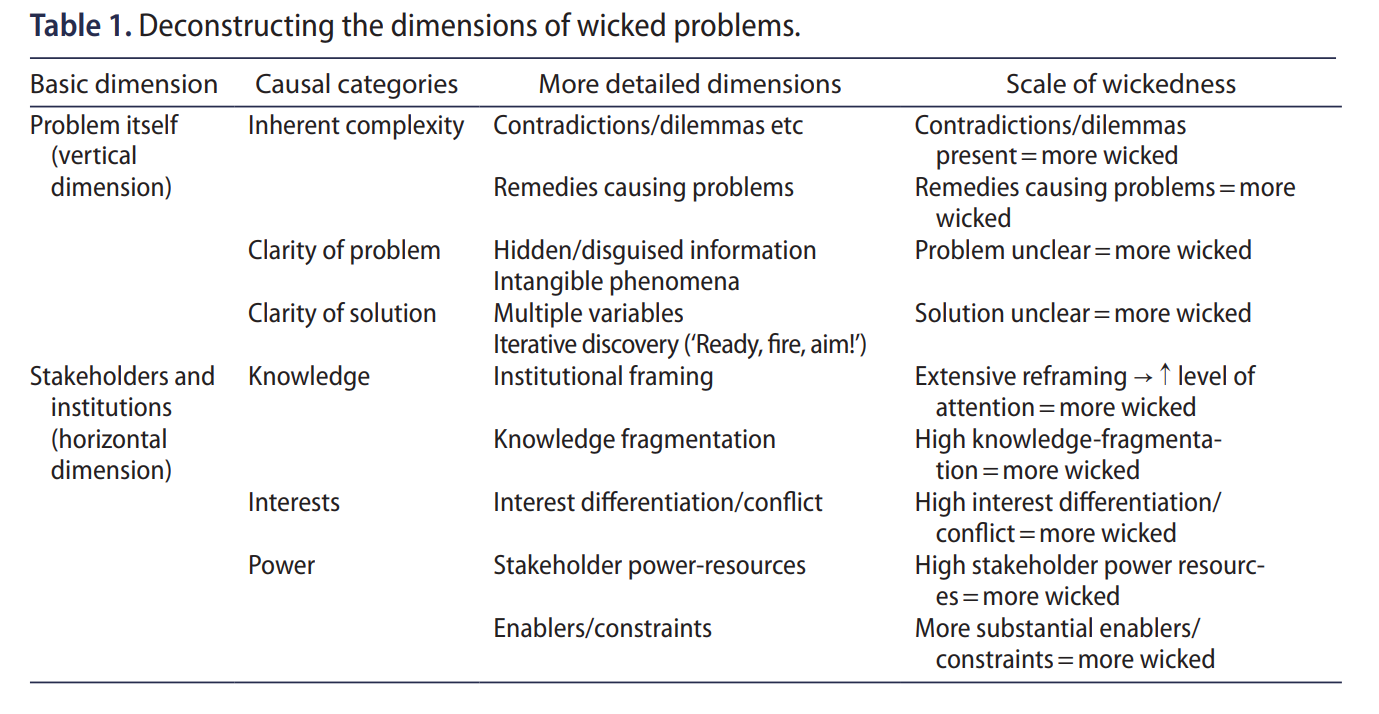 Table 1. Deconstructing the dimensions of wicked problems.
Basic dimension Causal categories More detailed dimensions Scale of wickedness
Problem itself Inherent complexity Contradictions/dilemmas etc Contradictions/dilemmas
(vertical present = more wicked
dimension) Remedies causing problems Remedies causing problems = more
wicked
Clarity of problem Hidden/disguised information Problem unclear = more wicked
Intangible phenomena
Clarity of solution Multiple variables Solution unclear = more wicked
Iterative discovery (‘Ready, fire, aim!’)
Stakeholders and Knowledge Institutional framing Extensive reframing → ↑ level of
institutions attention = more wicked
(horizontal Knowledge fragmentation High knowledge-fragmenta-
dimension) tion = more wicked
Interests Interest differentiation/conflict High interest differentiation/
conflict = more wicked
Power Stakeholder power-resources High stakeholder power resourc-
es = more wicked
Enablers/constraints More substantial enablers/
constraints = more wicked